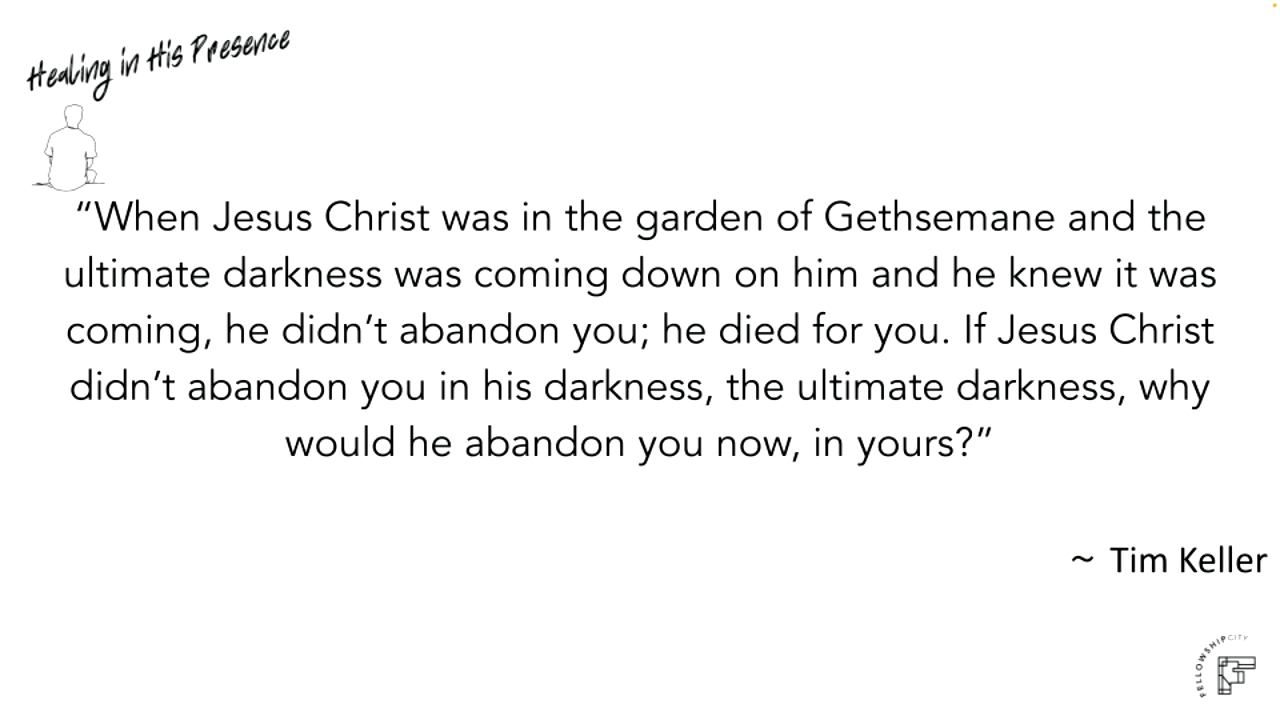 Healing in His Presence
“When Jesus Christ was in the garden of Gethsemane and the
ultimate darkness was coming down on him and he knew it was
coming, he didn’t abandon you; he died for you. If Jesus Christ
didn’t abandon you in his darkness, the ultimate darkness, why
would he abandon you now, in yours?”
~ Tim Keller
FELLOWSHIPCITY